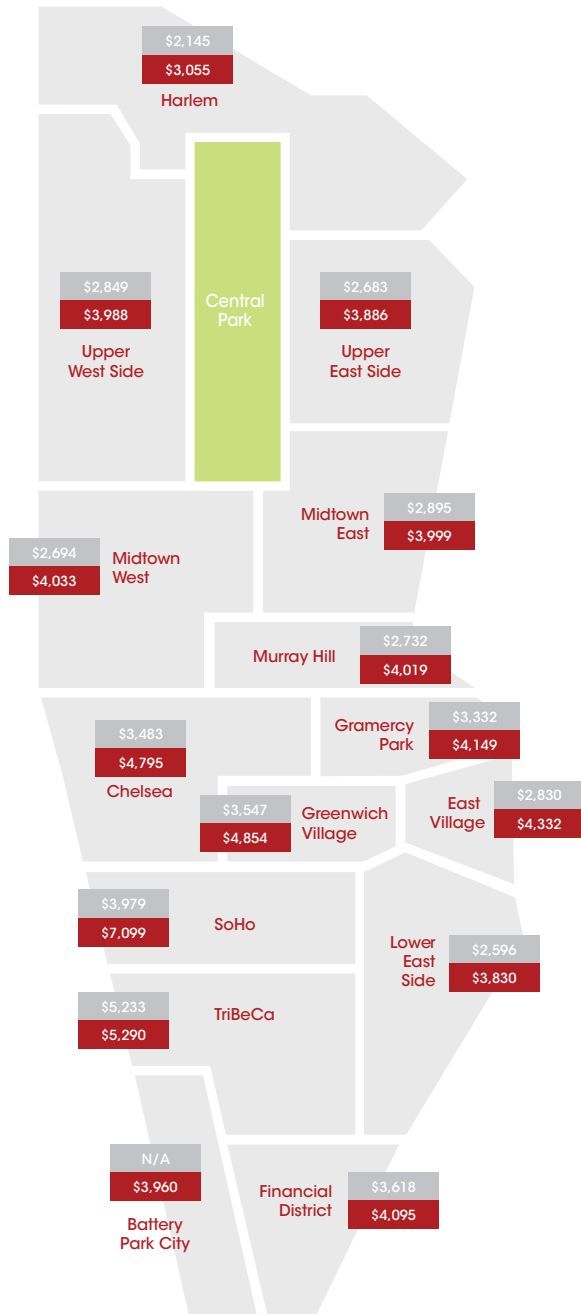 $2,145
$3,055
Harlem
$2,849
$3,988
Upper
West Side
Central
Park
$2,683
$3,886
Upper
East Side
Midtown
East
$2,895
$3,999
$2,694
$4,033
Midtown
West
Murray Hill
$2,732
$4,019
$3,483
$4,795
Chelsea
Gramercy
Park
$3,332
$4,149
$3,547
$4,854
Greenwich
Village
East
Village
$2,830
$4,332
$3,979
$7,099
SoHo
Lower
East
Side
$2,596
$3,830
$5,233
$5,290
TriBeCa
N/A
$3,960
Battery
Park City
Financial
District
$3,618
$4,095